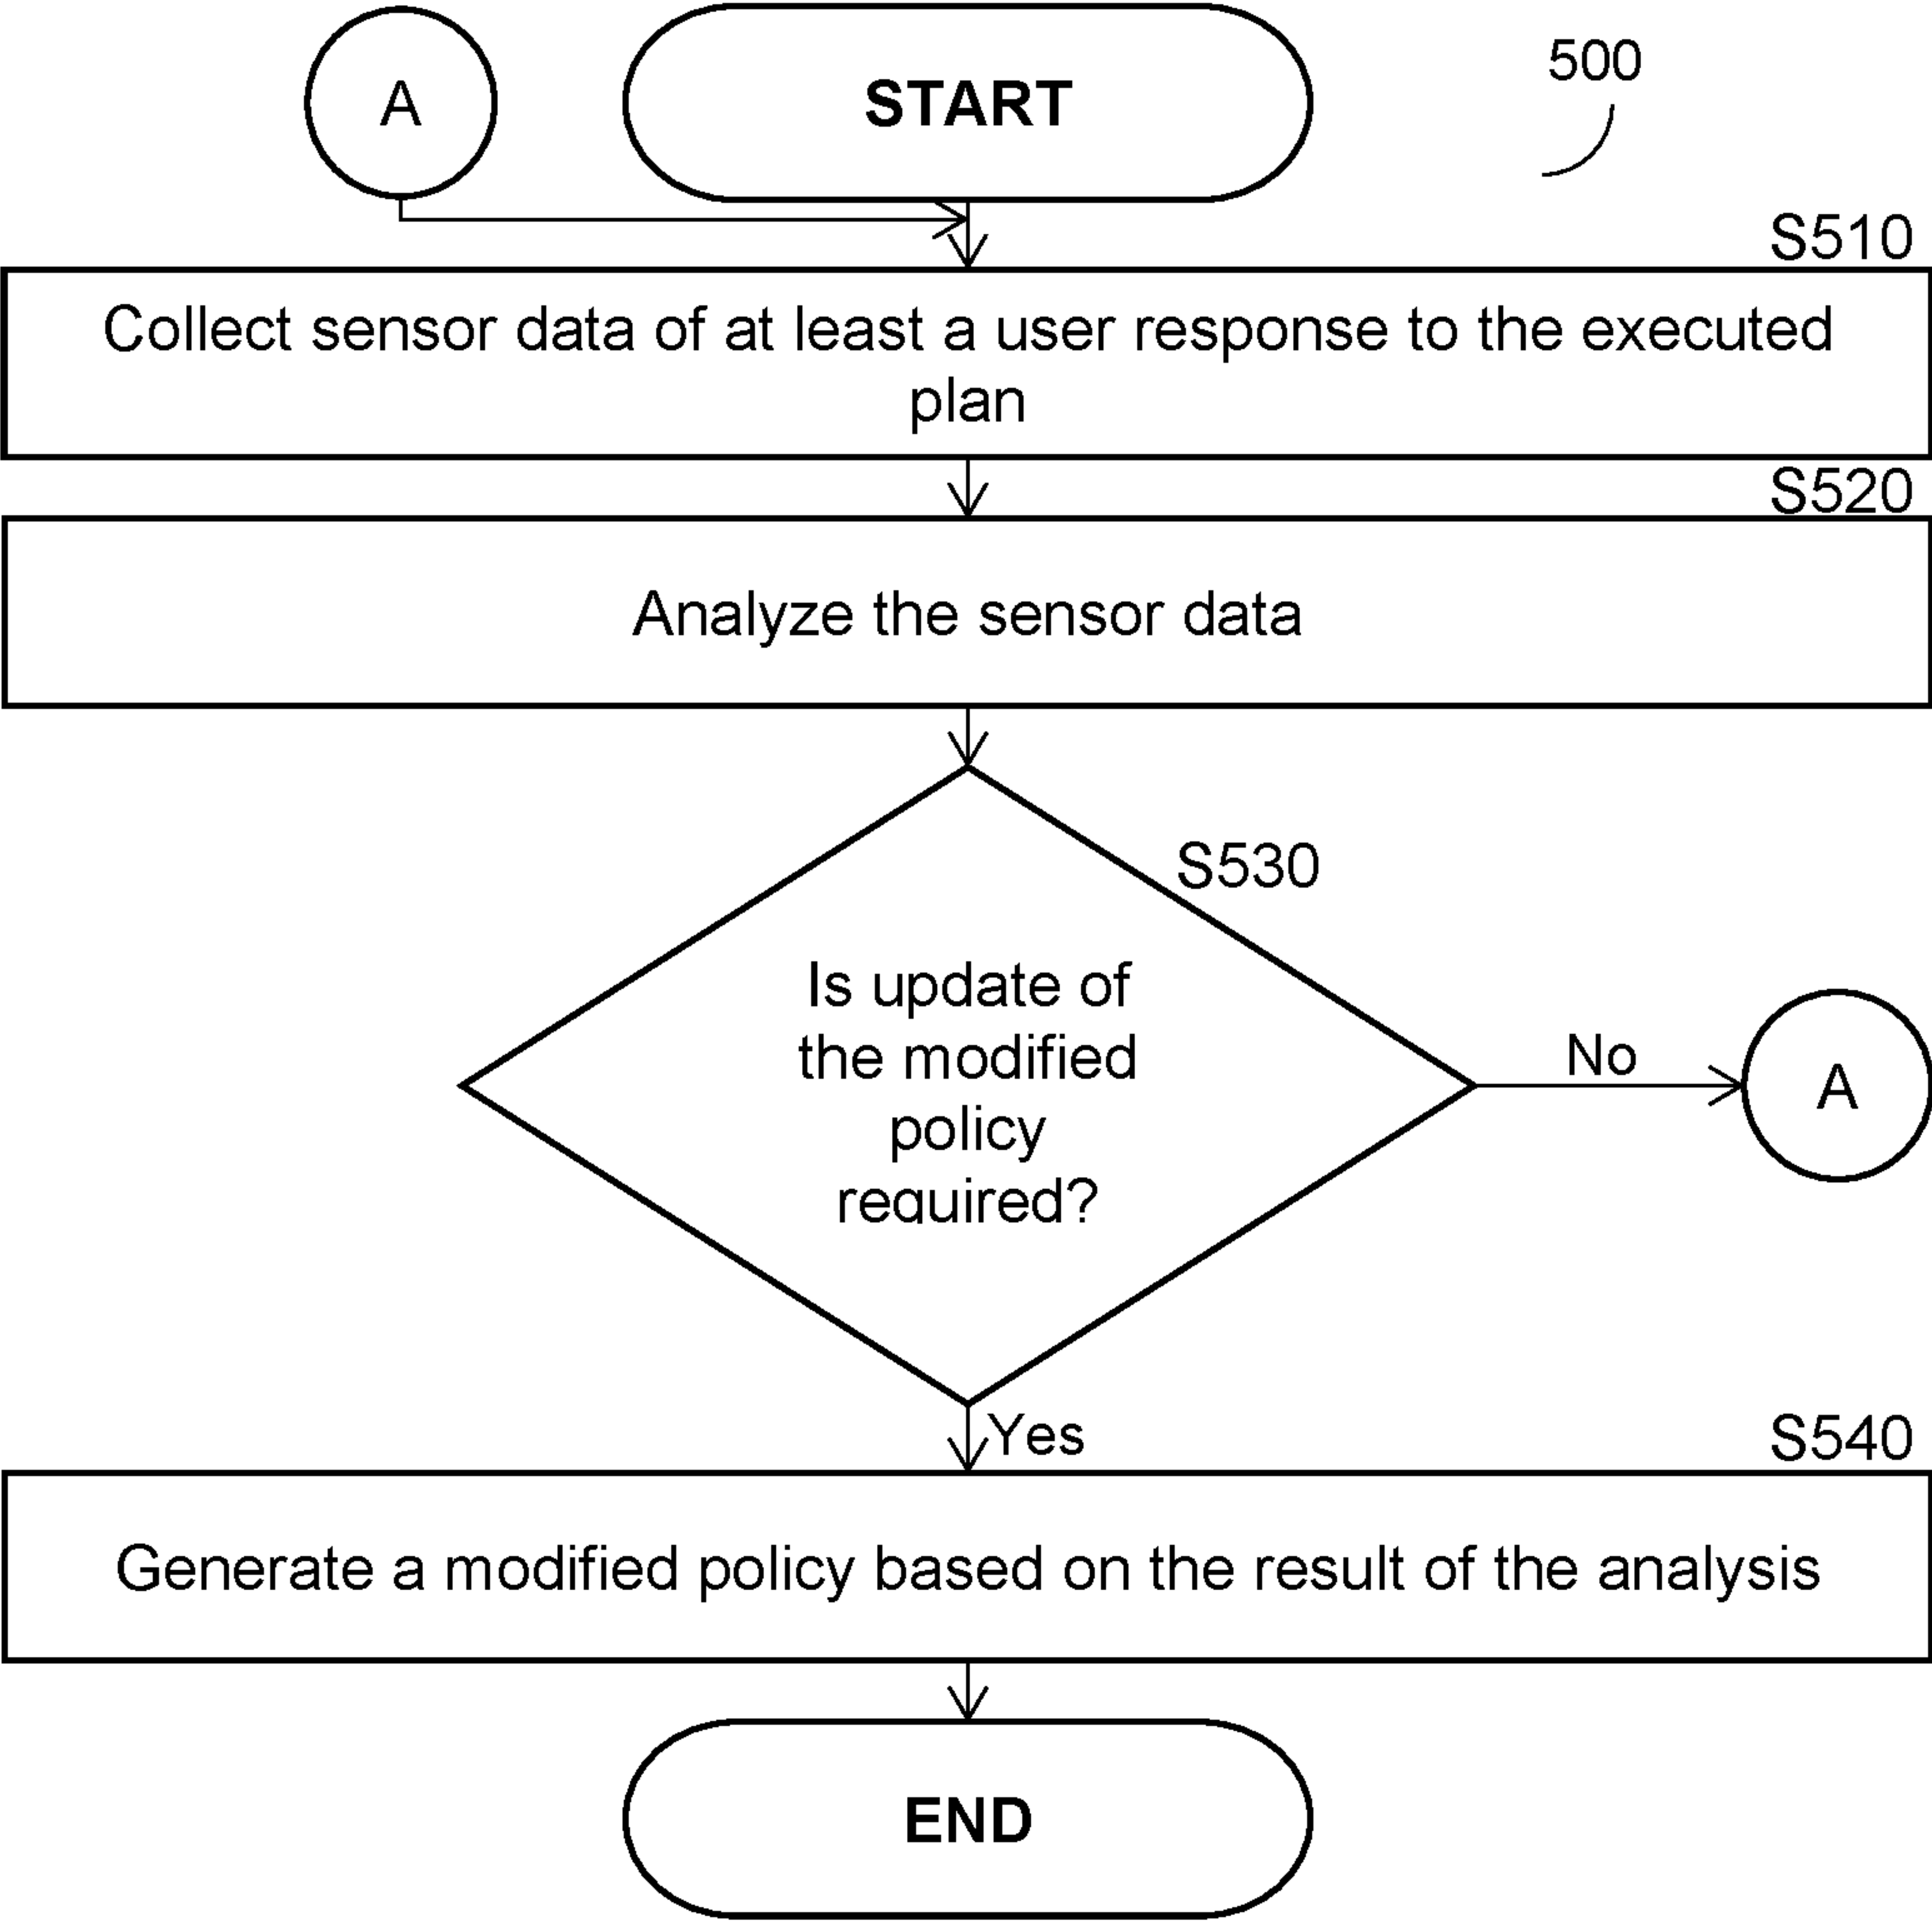 A
START
500
S510
Collect sensor data of at least a user response to the executed
plan
S520
Analyze the sensor data
S530
Is update of
the modified
policy
required?
No
A
Yes
S540
Generate a modified policy based on the result of the analysis
END